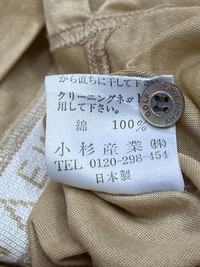 から直ちに干して下
クリーニングネット
用して下さい。
綿 100%
小杉産業㈱
TEL 0120-298-154
日本製
GOLF